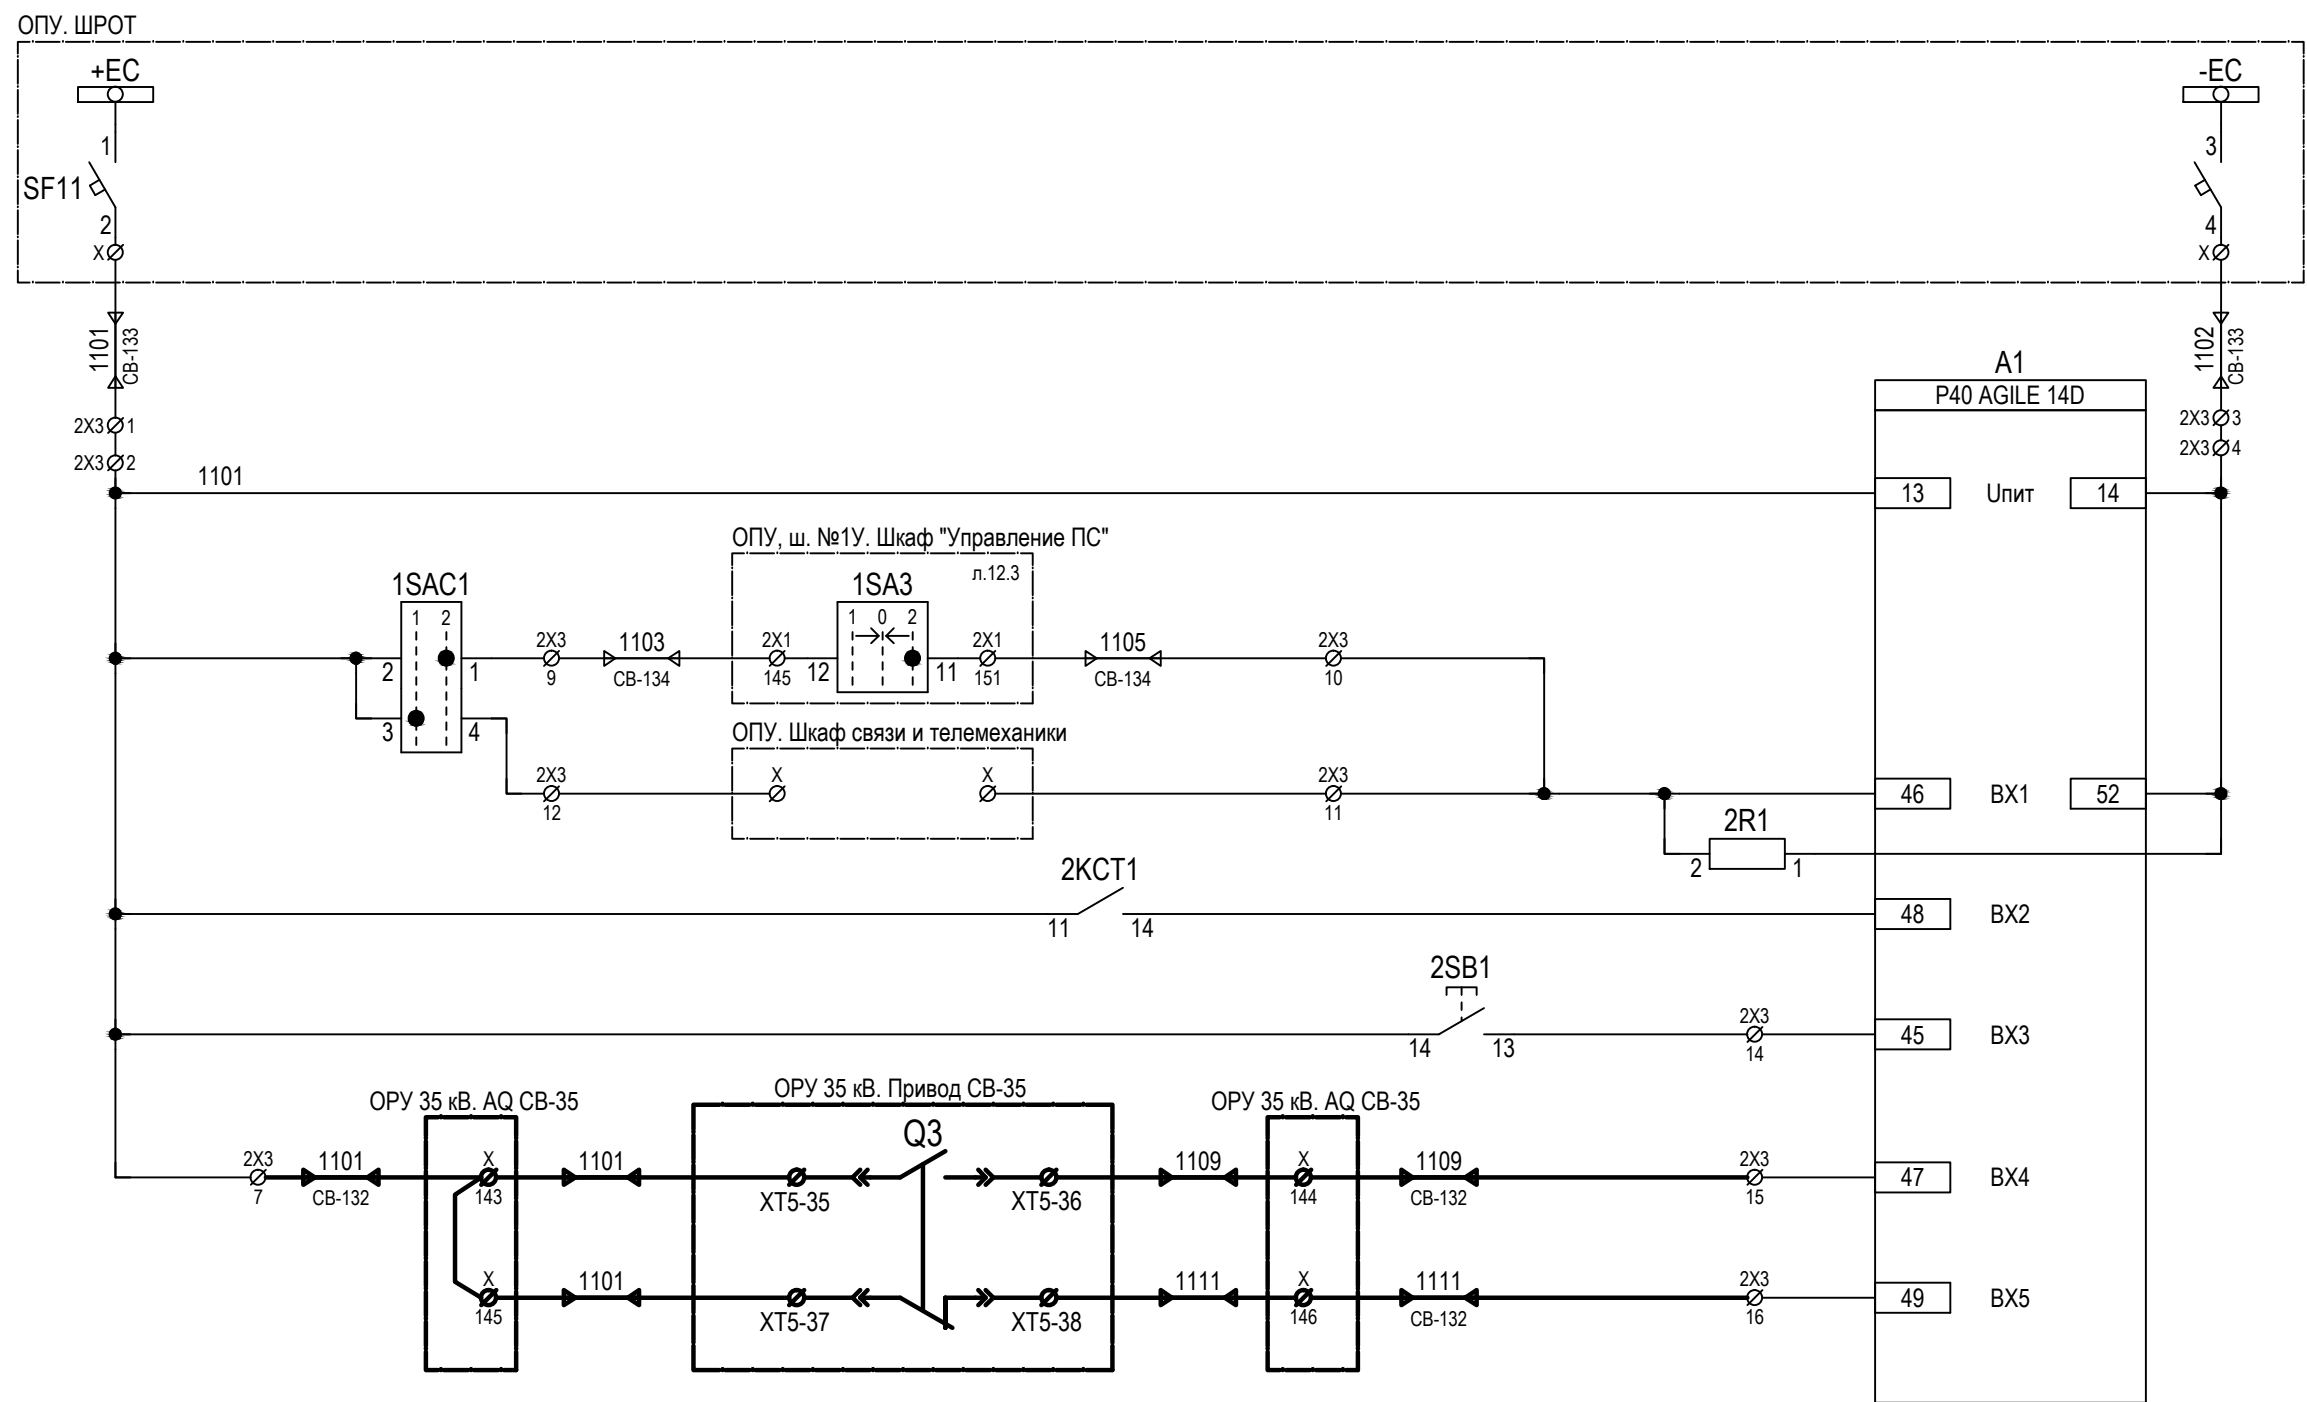 ОПУ. ШРОТ
+EC
-EC
1
3
SF11
2
4
X
X
1101
СВ-133
1102
СВ-133
A1
P40 AGILE 14D
2X3 1
2X3 3
2X3 2
2X3 4
1101
13 Uпит 14
ОПУ, ш. №1У. Шкаф "Управление ПС"
л.12.3
1SAC1
1SA3
1 2
1 0 2
2X3
1103
2X1
2X1
1105
2X3
2 1
9
СВ-134
145
12
11
151
СВ-134
10
3 4
ОПУ. Шкаф связи и телемеханики
2X3
X
X
2X3
12
11
46 BX1 52
2R1
2 1
2KCT1
11 14
48 BX2
2SB1
14 13
2X3
14
45 BX3
ОРУ 35 кВ. AQ СВ-35
ОРУ 35 кВ. Привод СВ-35
ОРУ 35 кВ. AQ СВ-35
Q3
2X3
1101
X
1101
1109
X
1109
2X3
7
СВ-132
143
XT5-35
XT5-36
144
СВ-132
15
47 BX4
X
1101
1111
X
1111
2X3
145
XT5-37
XT5-38
146
СВ-132
16
49 BX5